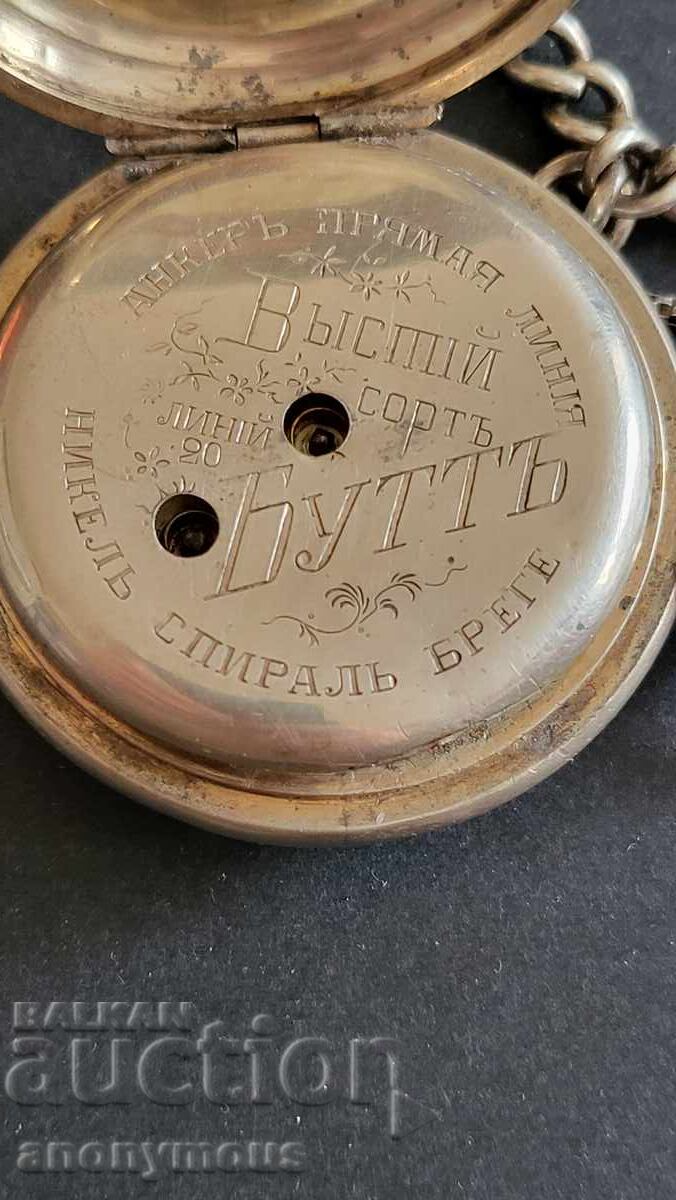 АНКЕРЪ ПРЯМАЯ ЛИНІЯ
ВЫСШІЙ
СОРТЪ
ЛИНІЙ
20
БУТТЪ
НИКЕЛЬ СПИРАЛЬ БРЕГЕ
BALKAN
auction
anonymous